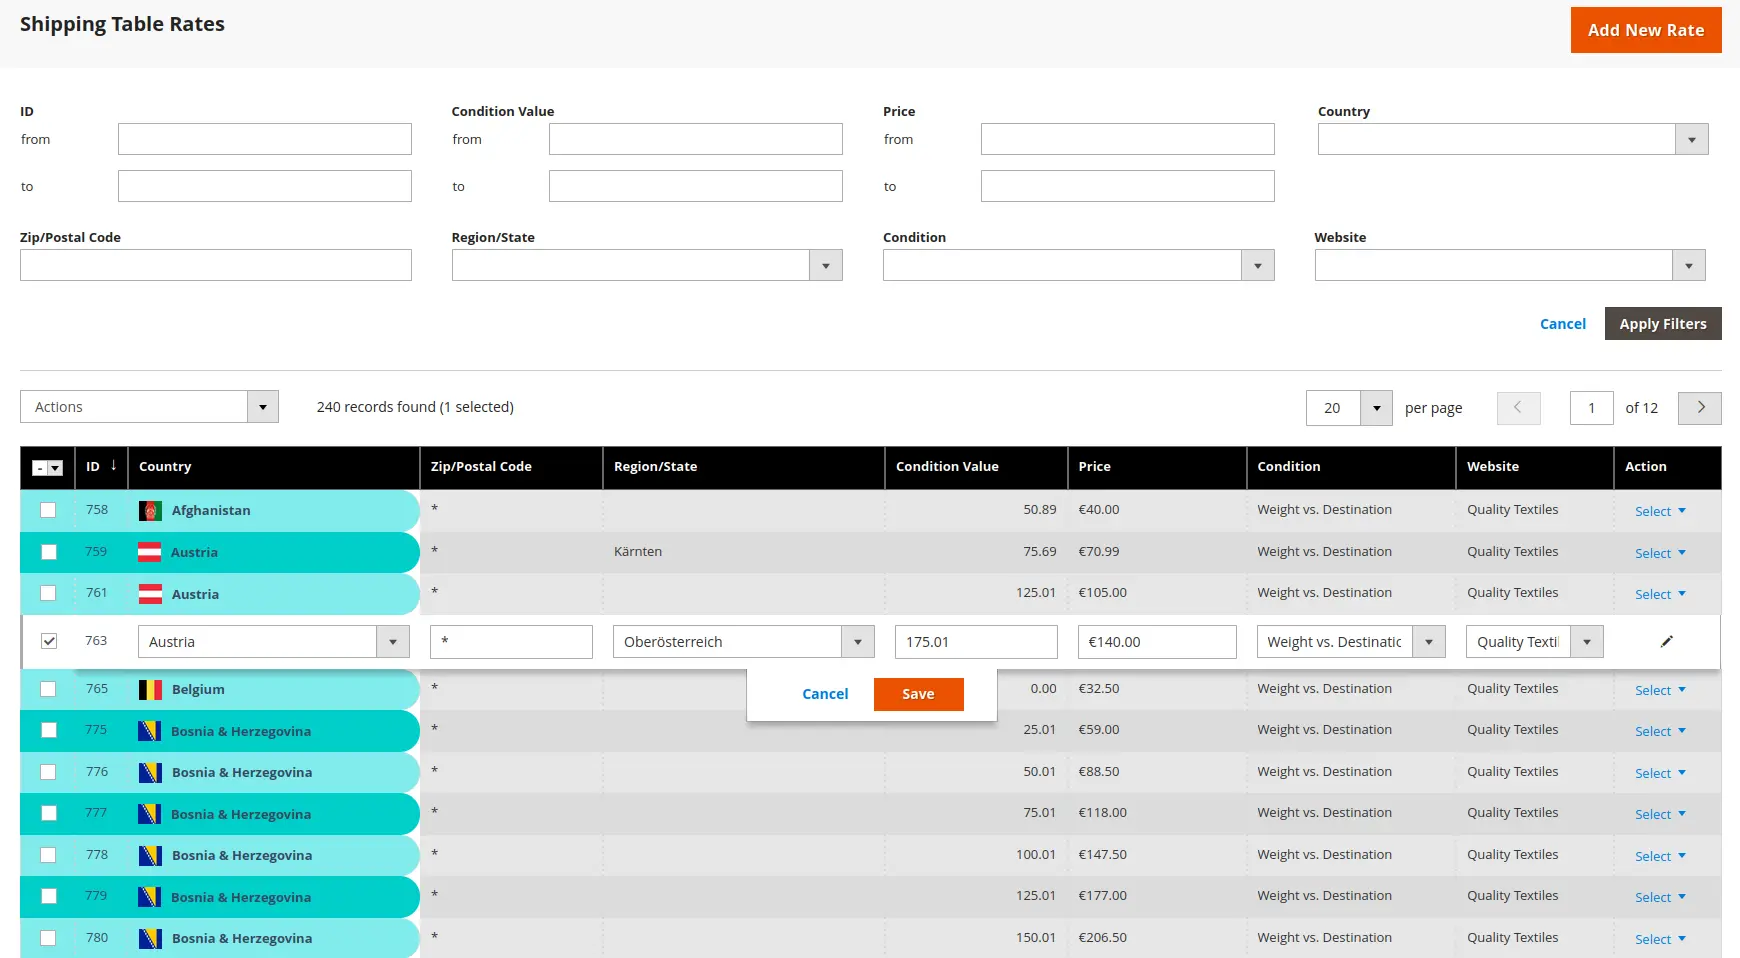 Shipping Table Rates
Add New Rate
ID Condition Value Price Country
from from from
to to to
Zip/Postal Code Region/State Condition Website
Cancel Apply Filters
Actions 240 records found (1 selected) 20 per page 1 of 12
- ID ↓ Country Zip/Postal Code Region/State Condition Value Price Condition Website Action
758 Afghanistan * 50.89 €40.00 Weight vs. Destination Quality Textiles Select
759 Austria * Kärnten 75.69 €70.99 Weight vs. Destination Quality Textiles Select
761 Austria * 125.01 €105.00 Weight vs. Destination Quality Textiles Select
763 Austria * Oberösterreich 175.01 €140.00 Weight vs. Destinatic Quality Texti
765 Belgium * 0.00 €32.50 Weight vs. Destination Quality Textiles Select
Cancel Save
775 Bosnia & Herzegovina * 25.01 €59.00 Weight vs. Destination Quality Textiles Select
776 Bosnia & Herzegovina * 50.01 €88.50 Weight vs. Destination Quality Textiles Select
777 Bosnia & Herzegovina * 75.01 €118.00 Weight vs. Destination Quality Textiles Select
778 Bosnia & Herzegovina * 100.01 €147.50 Weight vs. Destination Quality Textiles Select
779 Bosnia & Herzegovina * 125.01 €177.00 Weight vs. Destination Quality Textiles Select
780 Bosnia & Herzegovina * 150.01 €206.50 Weight vs. Destination Quality Textiles Select